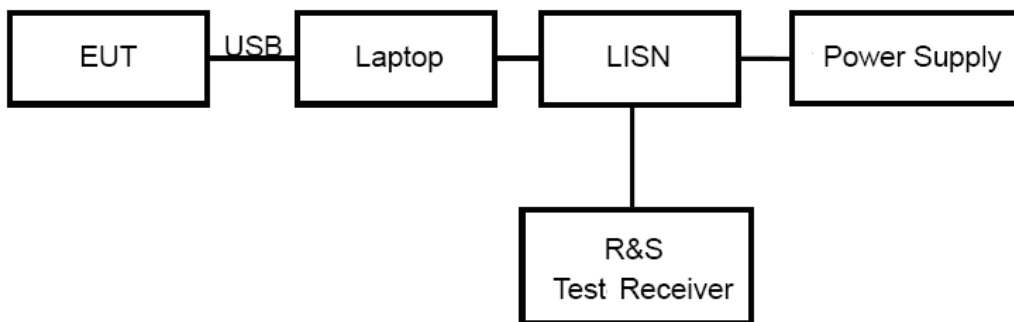 EUT
USB
Laptop
LISN
Power Supply
R&S
Test Receiver